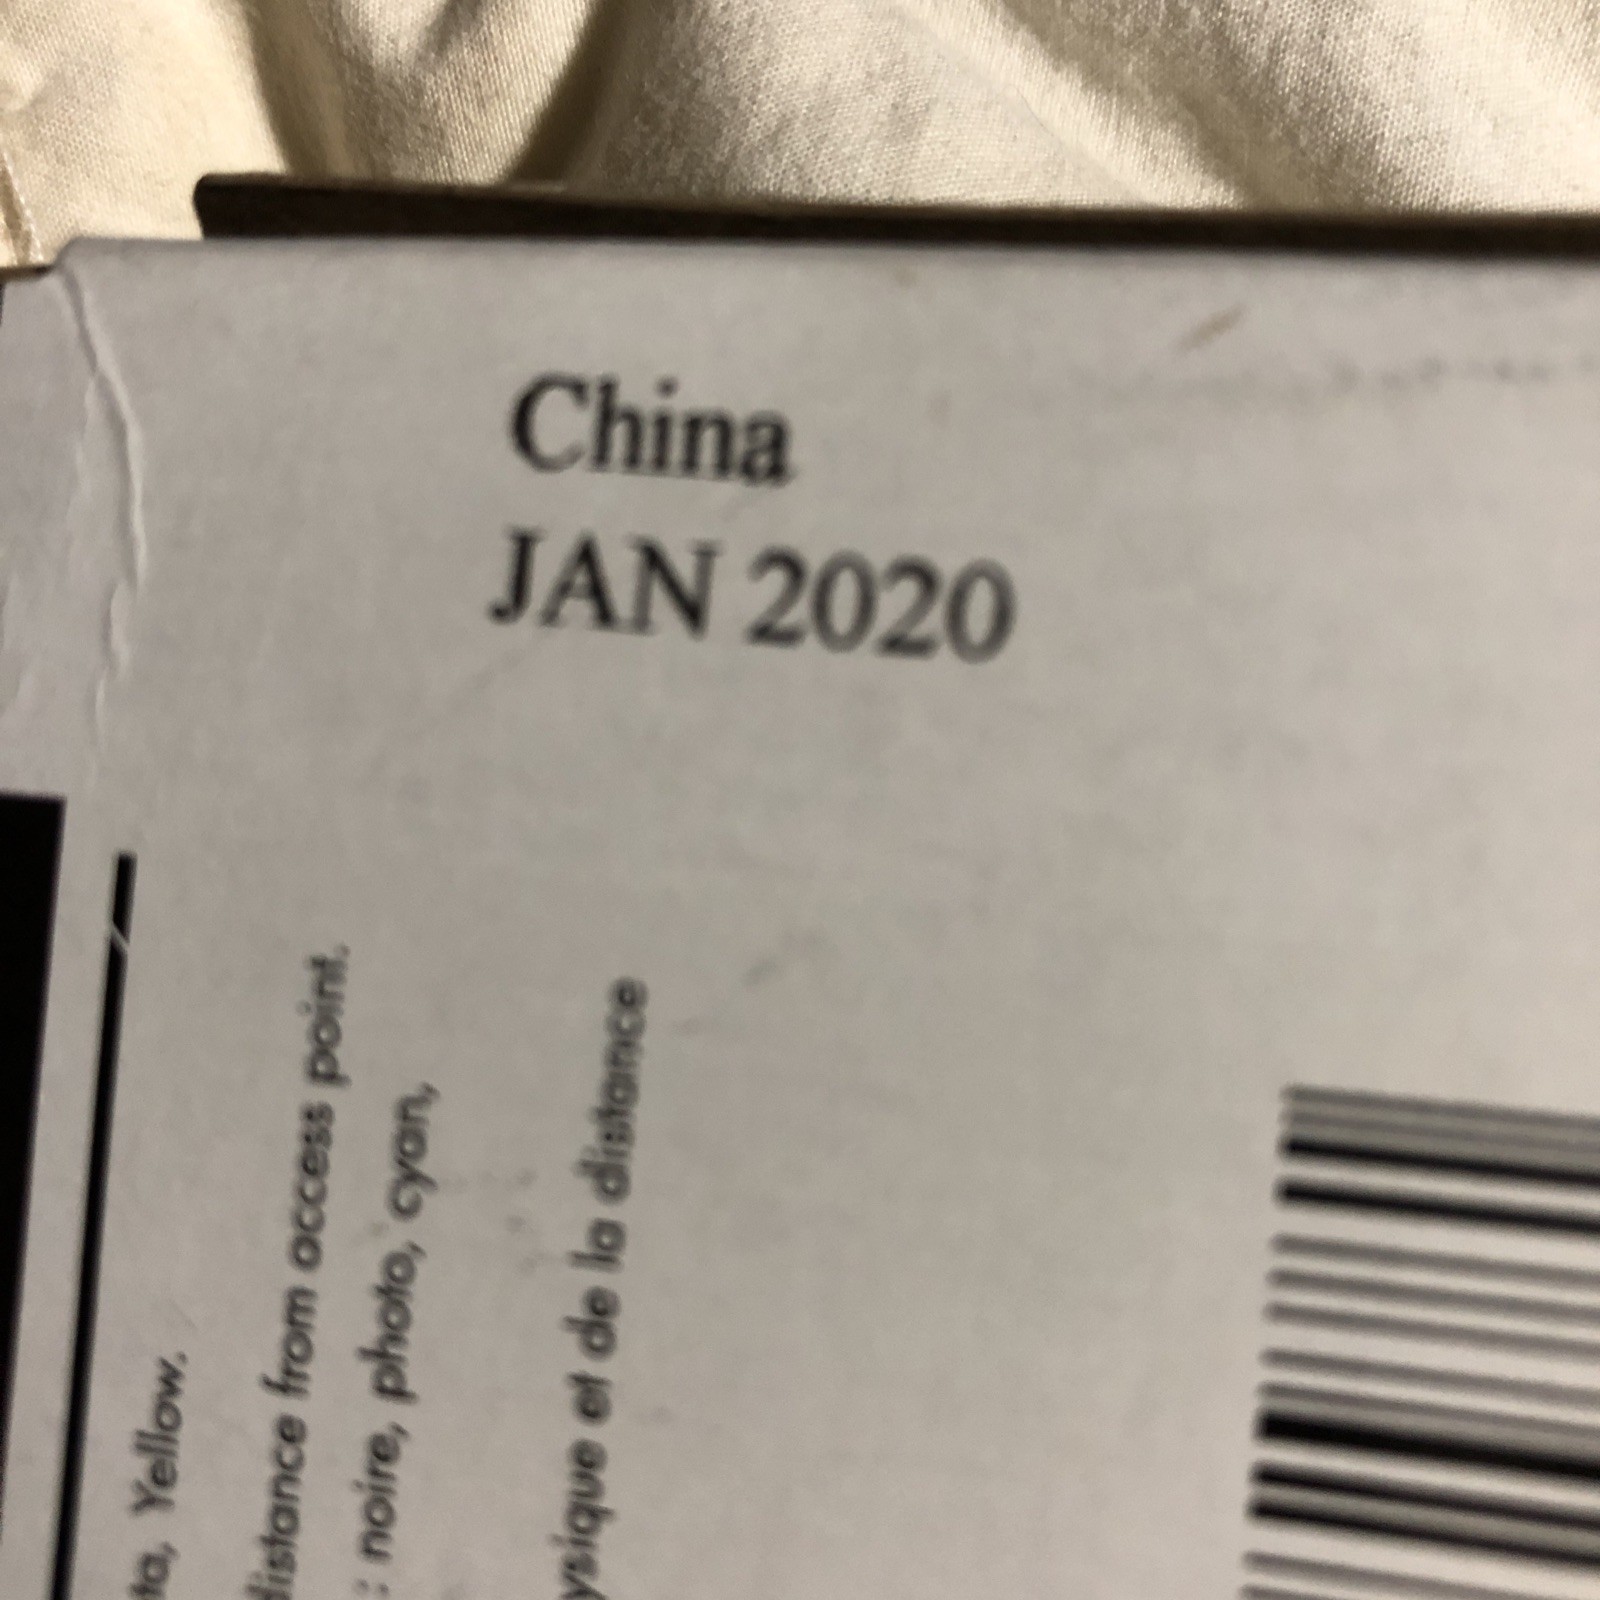 China
JAN 2020
ta, Yellow.
distance from access point.
: noire, photo, cyan,
ysique et de la distance